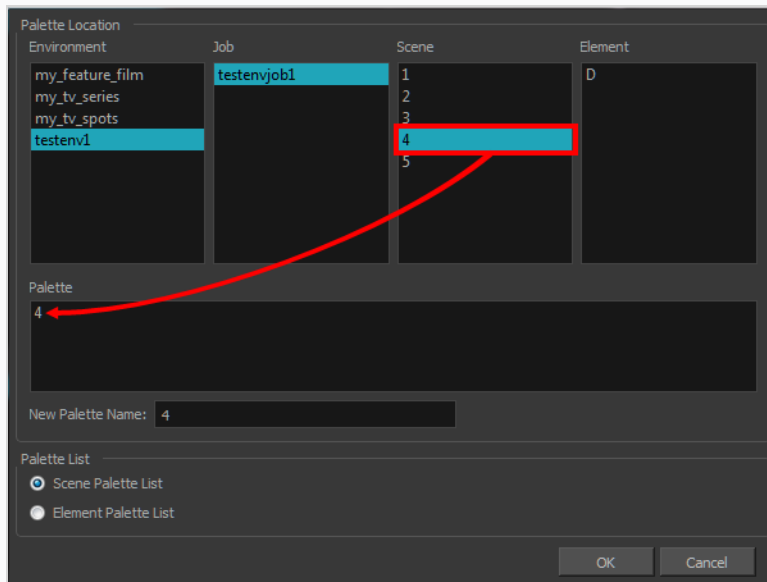 Palette Location
Environment
Job
Scene
Element
my_feature_film
my_tv_series
my_tv_spots
testenv1
testenvjob1
1
2
3
4
5
D
Palette
4
New Palette Name: 4
Palette List
Scene Palette List
Element Palette List
OK
Cancel